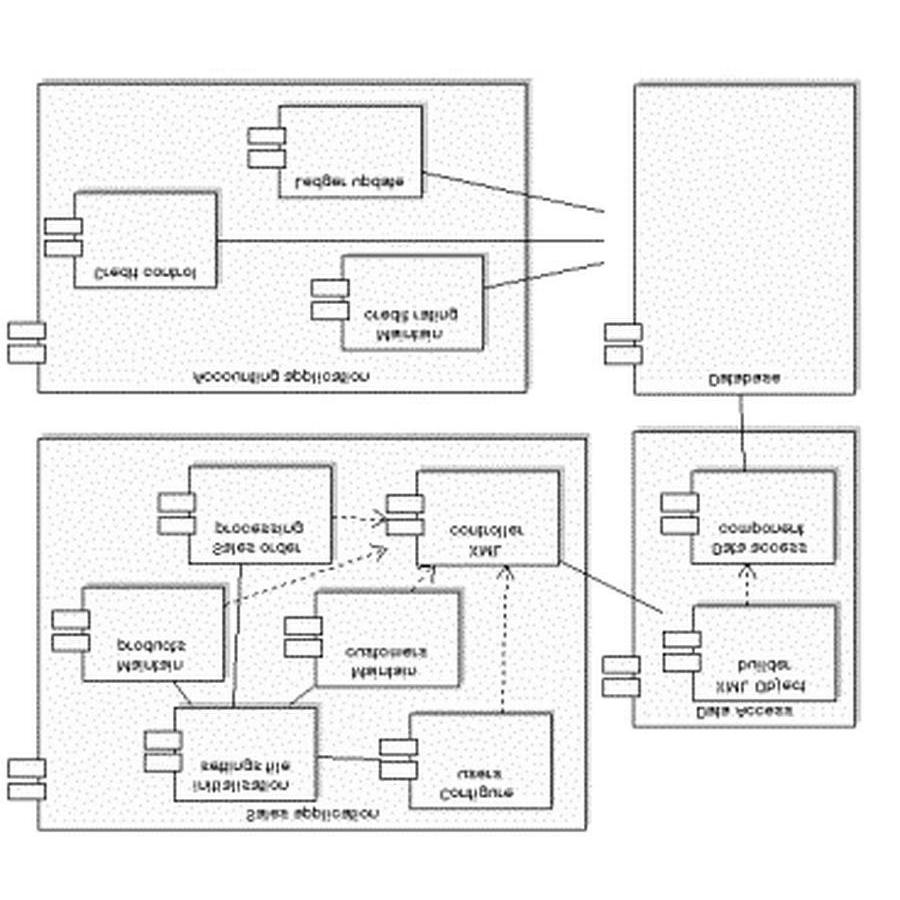 Sales application
initialisation
settings file
Configure
users
Maintain
products
Maintain
customers
Sales order
processing
XML
controller
Data Access
XML Object
builder
Data access
component
Accounting application
Maintain
credit rating
Credit control
Ledger update
Database